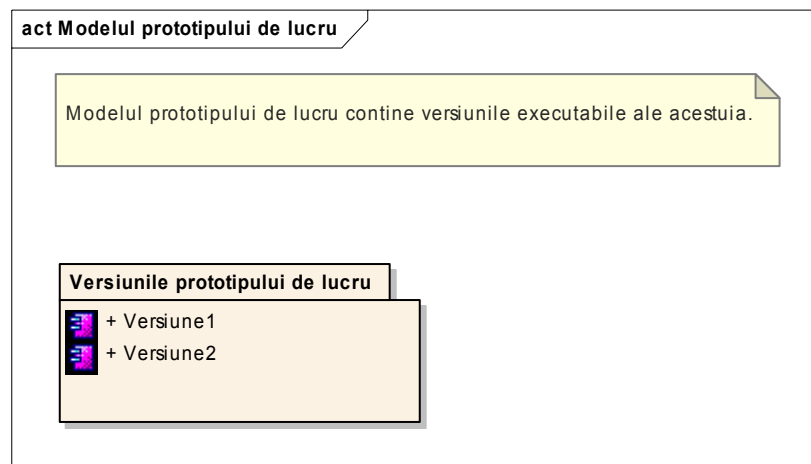 act Modelul prototipului de lucru
Modelul prototipului de lucru contine versiunile executabile ale acestuia.
Versiunile prototipului de lucru
+ Versiune1
+ Versiune2